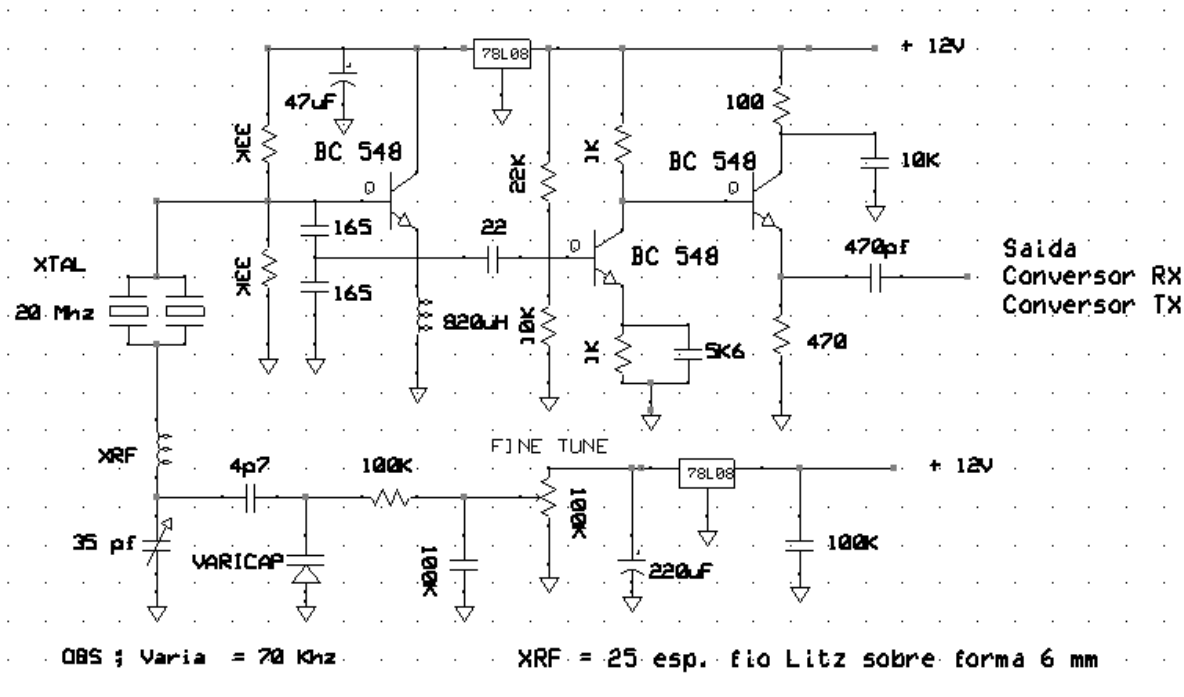 + 12V
78L08
47uF
100
33K
BC 548
1K
BC 548
10K
22K
O
O
165
22
470pf
Saida
O
XTAL
BC 548
Conversor RX
33K
165
Conversor TX
20 Mhz
820uH
10K
1K
5K6
470
FINE TUNE
XRF
4p7
100K
78L08
+ 12V
100K
35 pf
VARICAP
100K
220uF
100K
OBS ; Varia = 70 Khz
XRF = 25 esp. fio Litz sobre forma 6 mm